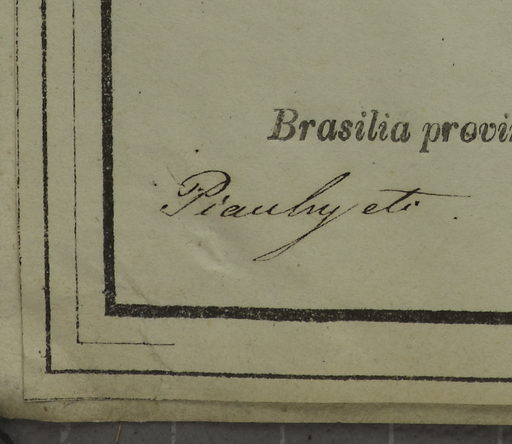 Brasilia provin
Piauhy etc.